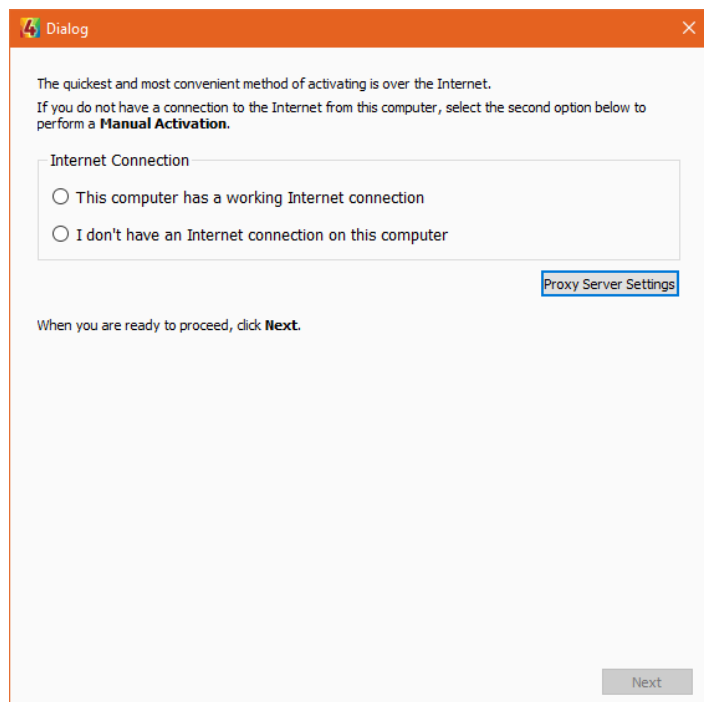 Dialog
The quickest and most convenient method of activating is over the Internet.
If you do not have a connection to the Internet from this computer, select the second option below to
perform a Manual Activation.
Internet Connection
This computer has a working Internet connection
I don't have an Internet connection on this computer
Proxy Server Settings
When you are ready to proceed, click Next.
Next